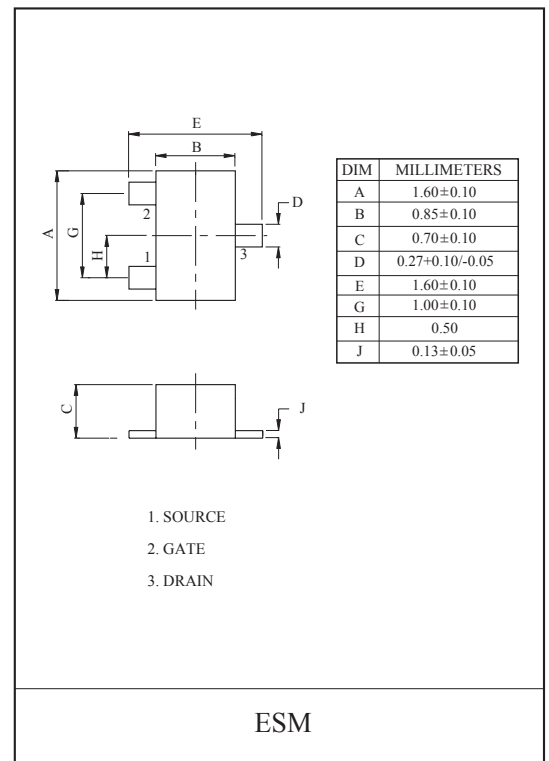 E
B
A
G
H
2
1
D
3
DIM MILLIMETERS
A 1.60±0.10
B 0.85±0.10
C 0.70±0.10
D 0.27+0.10/-0.05
E 1.60±0.10
G 1.00±0.10
H 0.50
J 0.13±0.05
C
J
1. SOURCE
2. GATE
3. DRAIN
ESM